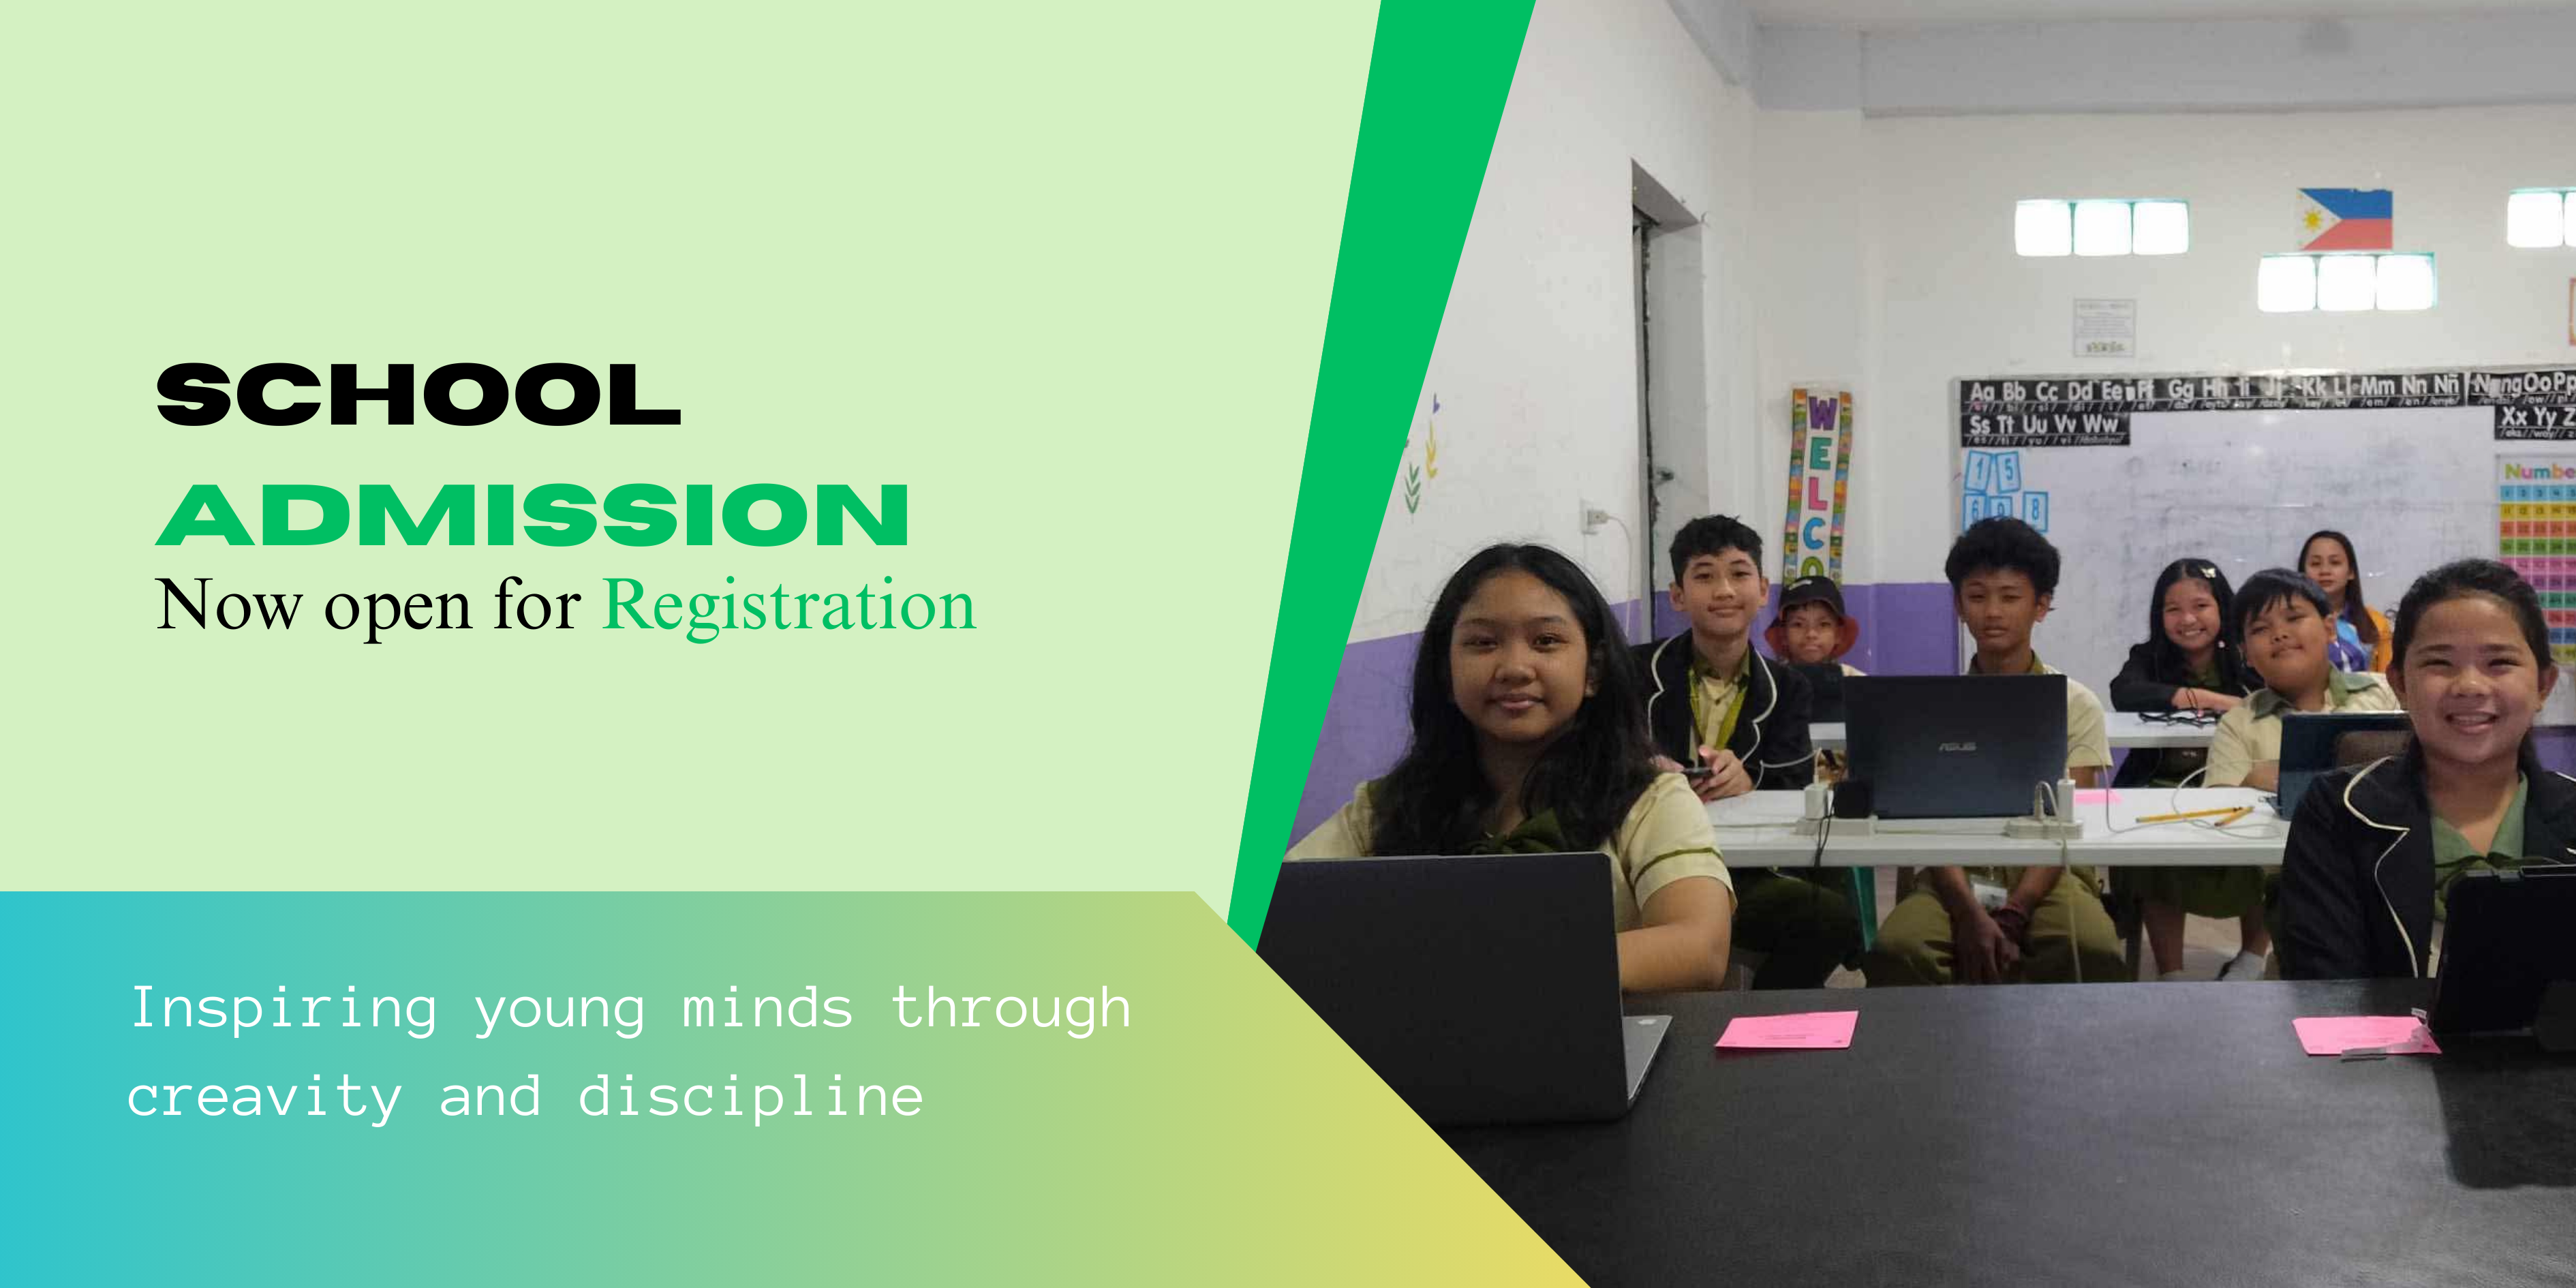 SCHOOL
ADMISSION
Now open for Registration
Inspiring young minds through
creavity and discipline
WELCO
Aa Bb Cc Dd Ee Ff Gg Hh Ii Jj Kk Ll Mm Nn Ññ Ngng Oo Pp
Ss Tt Uu Vv Ww
Xx Yy Z
1 5
6 9 8
Numbe
ASUS